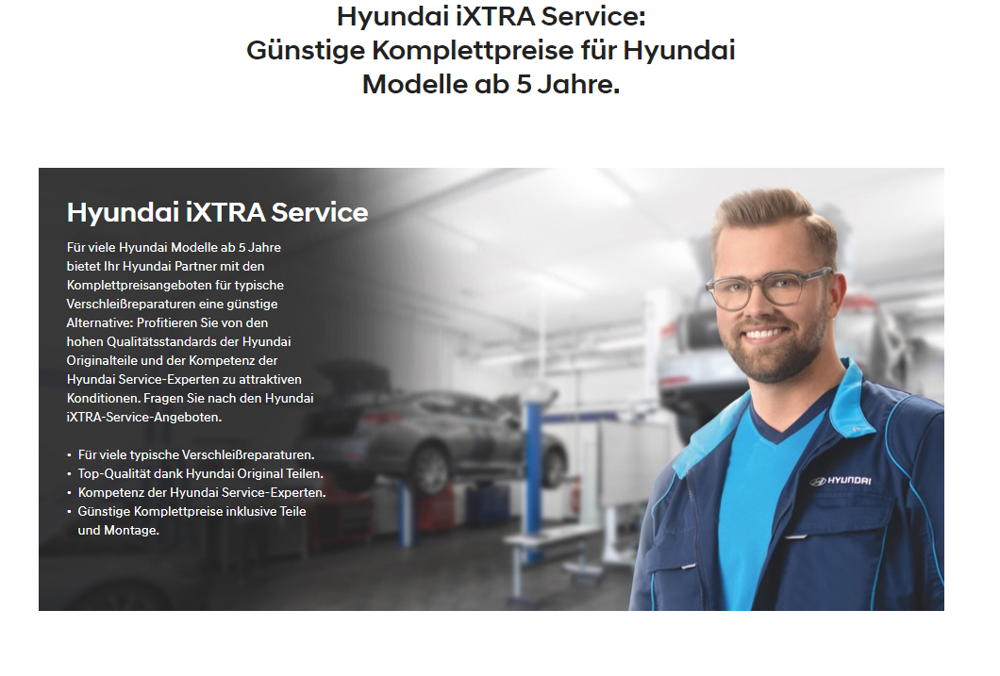 Hyundai iXTRA Service:
Günstige Komplettpreise für Hyundai
Modelle ab 5 Jahre.
Hyundai iXTRA Service
Für viele Hyundai Modelle ab 5 Jahre
bietet Ihr Hyundai Partner mit den
Komplettpreisangeboten für typische
Verschleißreparaturen eine günstige
Alternative: Profitieren Sie von den
hohen Qualitätsstandards der Hyundai
Originalteile und der Kompetenz der
Hyundai Service-Experten zu attraktiven
Konditionen. Fragen Sie nach den Hyundai
iXTRA-Service-Angeboten.
• Für viele typische Verschleißreparaturen.
• Top-Qualität dank Hyundai Original Teilen.
• Kompetenz der Hyundai Service-Experten.
• Günstige Komplettpreise inklusive Teile
und Montage.
HYUNDAI